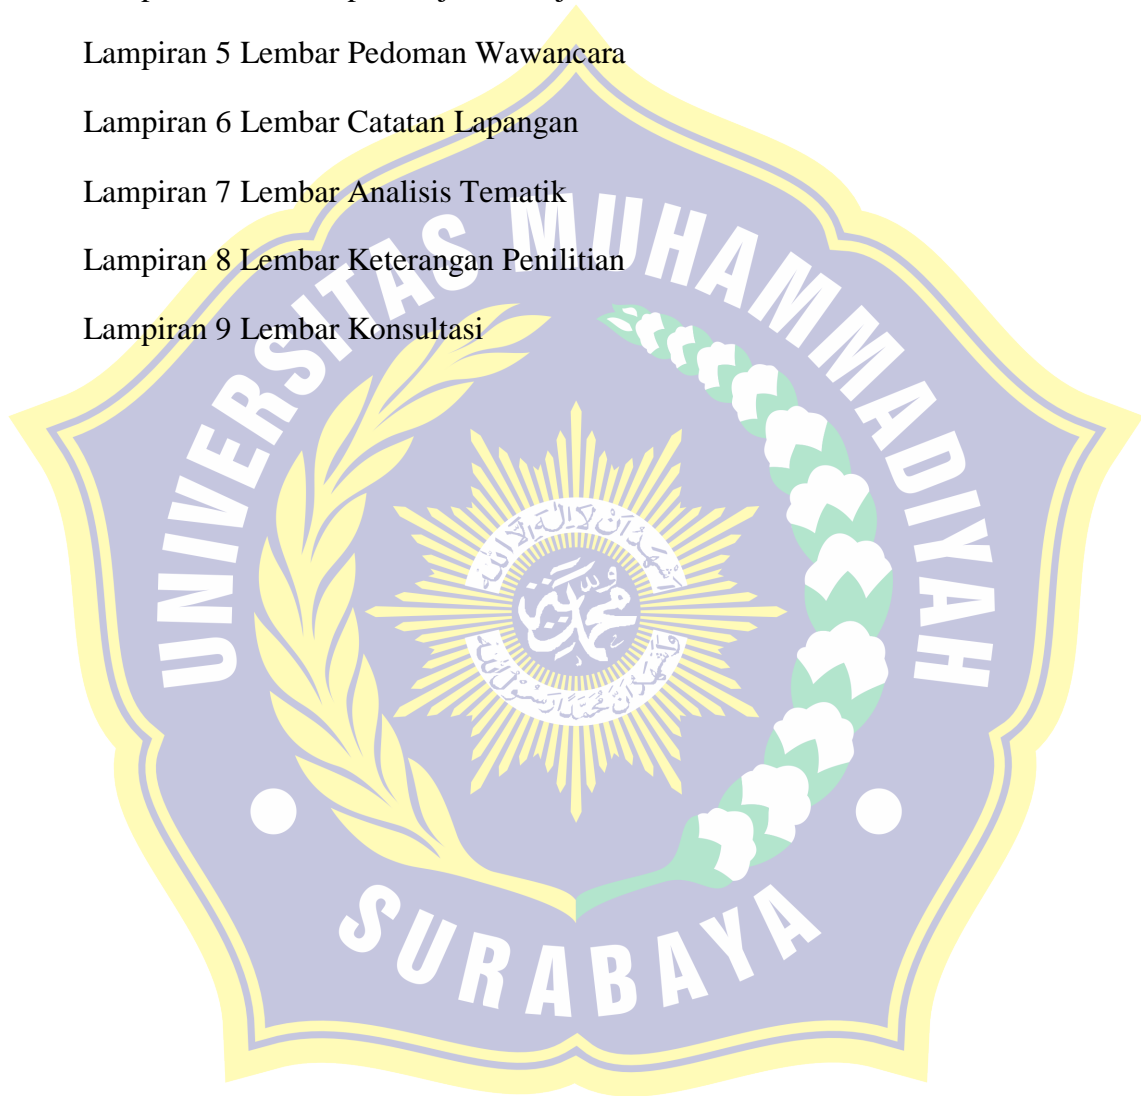 Lampiran 5 Lembar Pedoman Wawancara
Lampiran 6 Lembar Catatan Lapangan
Lampiran 7 Lembar Analisis Tematik
Lampiran 8 Lembar Keterangan Penilitian
Lampiran 9 Lembar Konsultasi
UNIVERSITAS MUHAMMADIYAH
SURABAYA